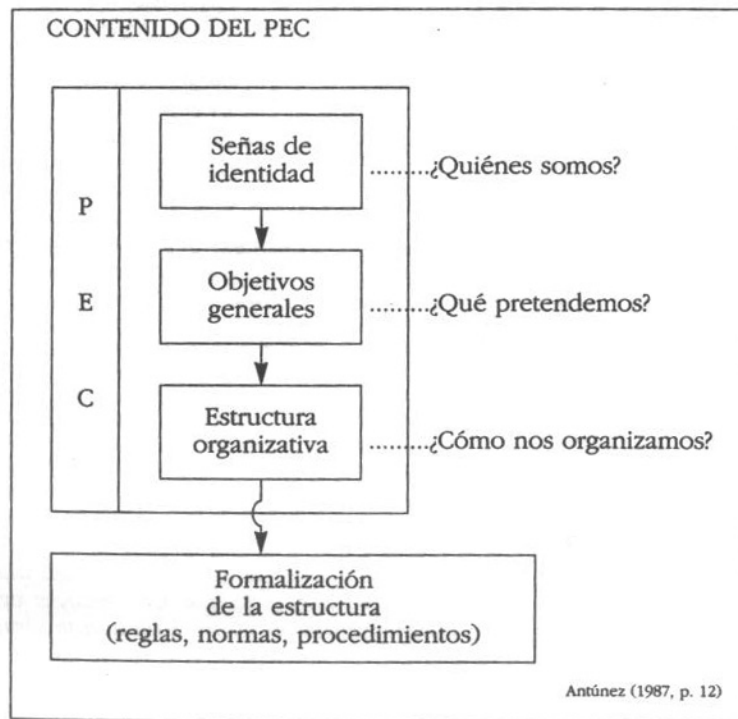 CONTENIDO DEL PEC
P
E
C
Señas de
identidad
........¿Quiénes somos?
Objetivos
generales
........¿Qué pretendemos?
Estructura
organizativa
........¿Cómo nos organizamos?
Formalización
de la estructura
(reglas, normas, procedimientos)
Antúnez (1987, p. 12)